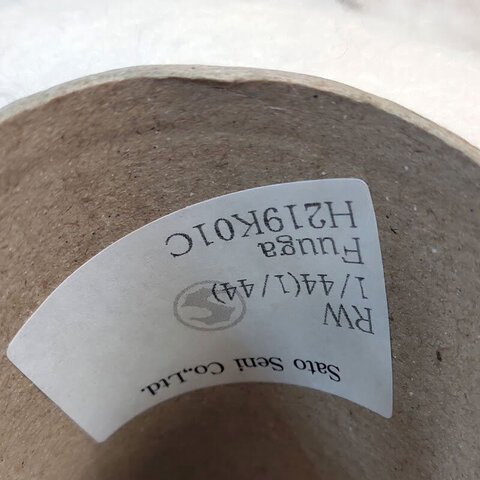 Sato Seni Co.,Ltd.
RW
1/44(1/44)
Fuuga
H219K01C